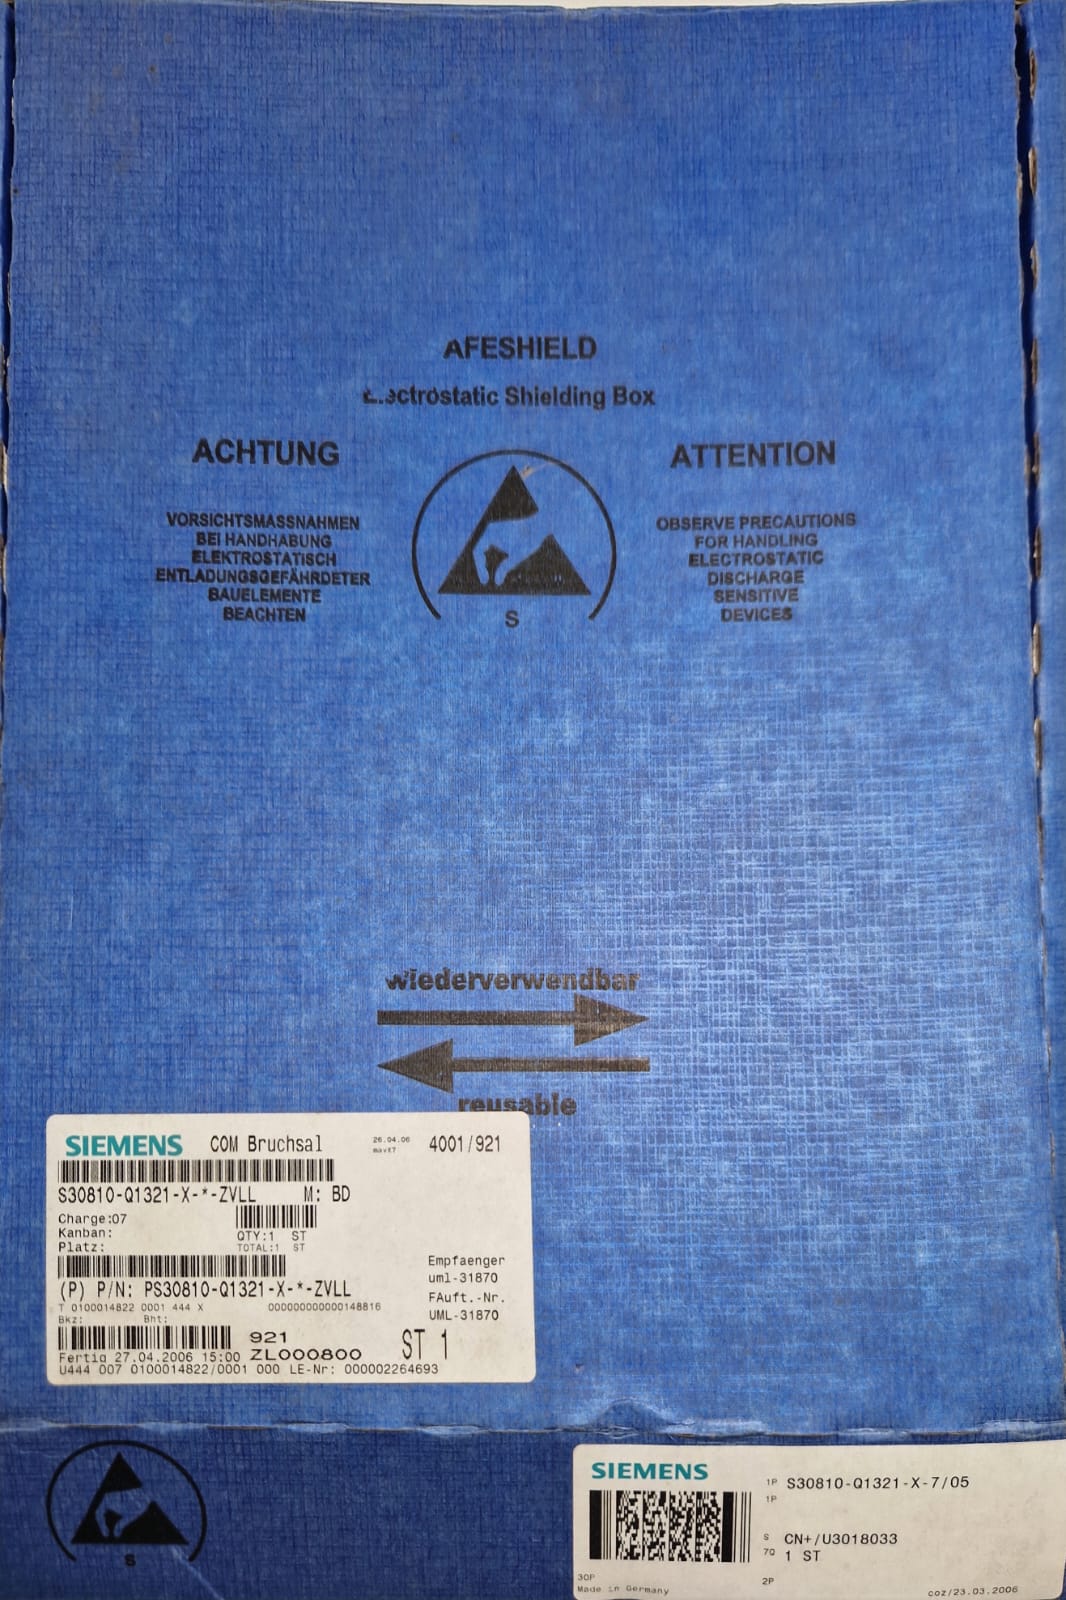 AFESHIELD
Electrostatic Shielding Box
ACHTUNG
VORSICHTSMASSNAHMEN
BEI HANDHABUNG
ELEKTROSTATISCH
ENTLADUNGSGEFÄHRDETER
BAUELEMENTE
BEACHTEN
ATTENTION
OBSERVE PRECAUTIONS
FOR HANDLING
ELECTROSTATIC
DISCHARGE
SENSITIVE
DEVICES
S
wiederverwendbar
reusable
SIEMENS COM Bruchsal 26.04.06 4001/921
S30810-Q1321-X-*-ZVLL M: BD
Charge:07
Kanban: QTY:1 ST
Platz: TOTAL:1 ST
(P) P/N: PS30810-Q1321-X-*-ZVLL
T 0100014822 0001 444 X 000000000000148816
Bkz: Bht:
Empfaenger
uml-31870
FAuft.-Nr.
UML-31870
921 ST 1
Fertig 27.04.2006 15:00 ZL000800
U444 007 0100014822/0001 000 LE-Nr: 000002264693
S
SIEMENS
1P S30810-Q1321-X-7/05
1P
S CN+/U3018033
7Q 1 ST
30P 2P
Made in Germany coz/23.03.2006